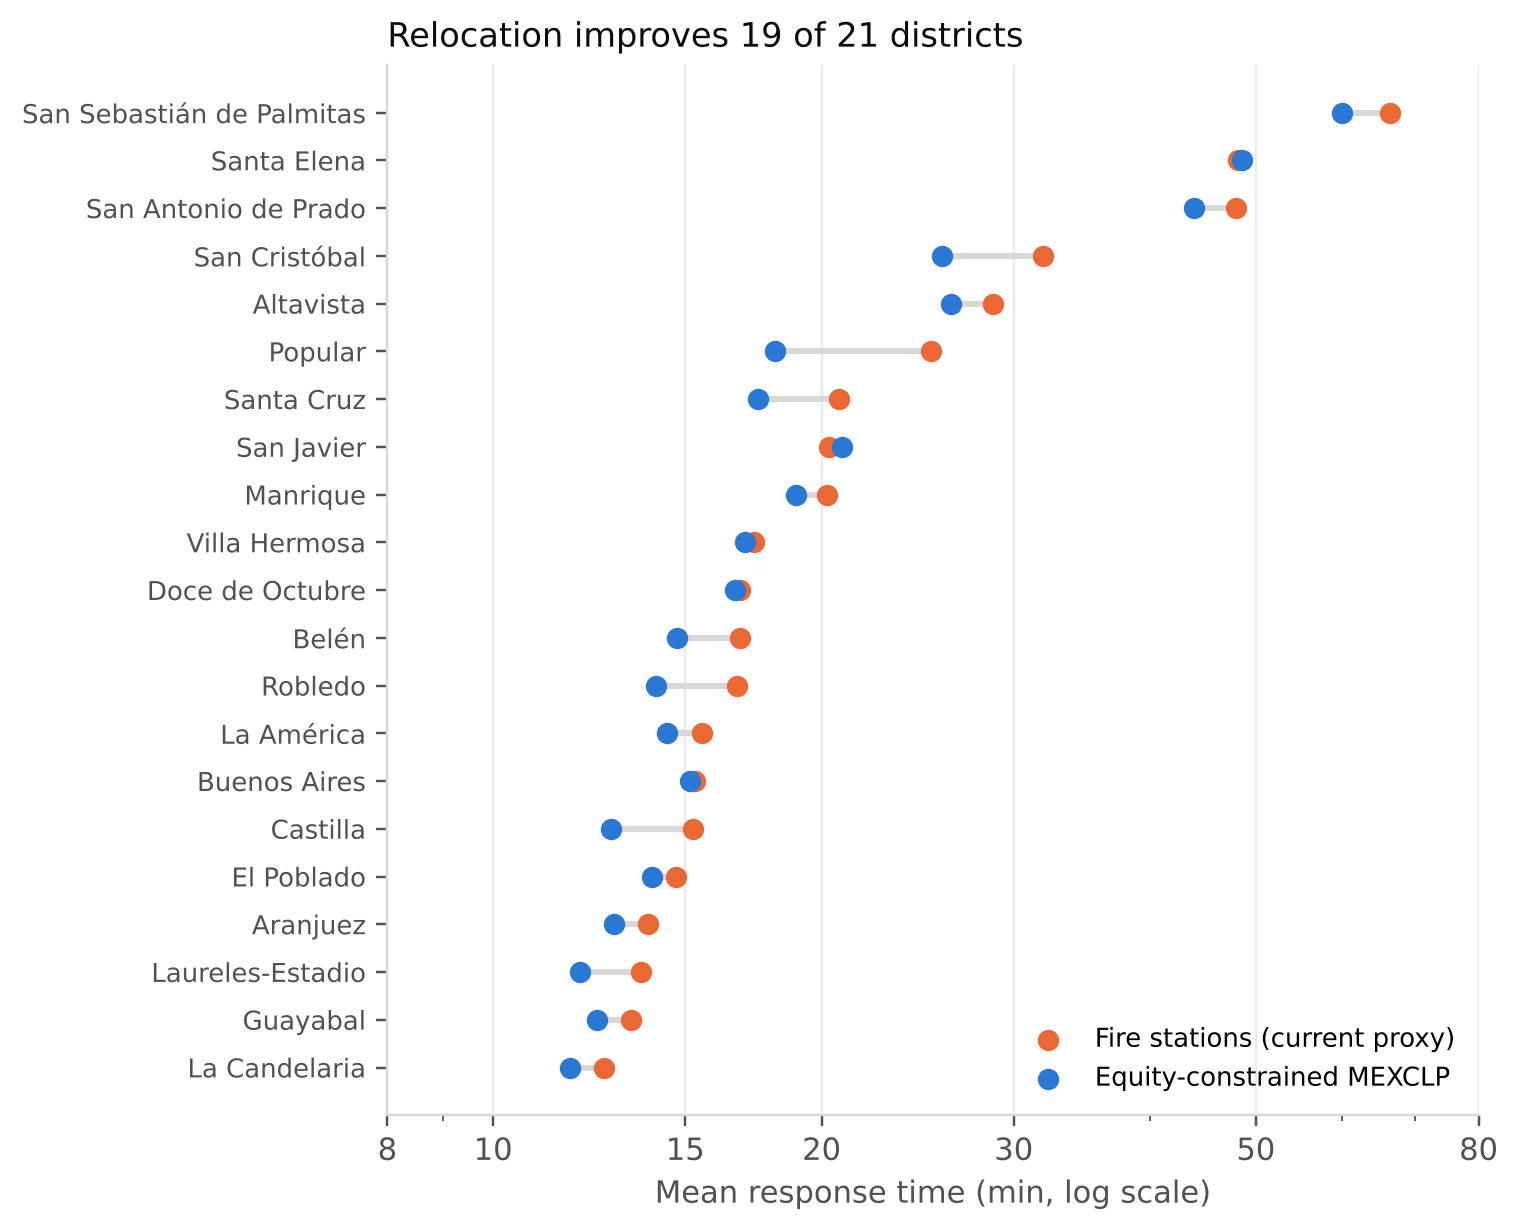 Relocation improves 19 of 21 districts
San Sebastián de Palmitas
Santa Elena
San Antonio de Prado
San Cristóbal
Altavista
Popular
Santa Cruz
San Javier
Manrique
Villa Hermosa
Doce de Octubre
Belén
Robledo
La América
Buenos Aires
Castilla
El Poblado
Aranjuez
Laureles-Estadio
Guayabal
La Candelaria
Fire stations (current proxy)
Equity-constrained MEXCLP
8 10 15 20 30 50 80
Mean response time (min, log scale)